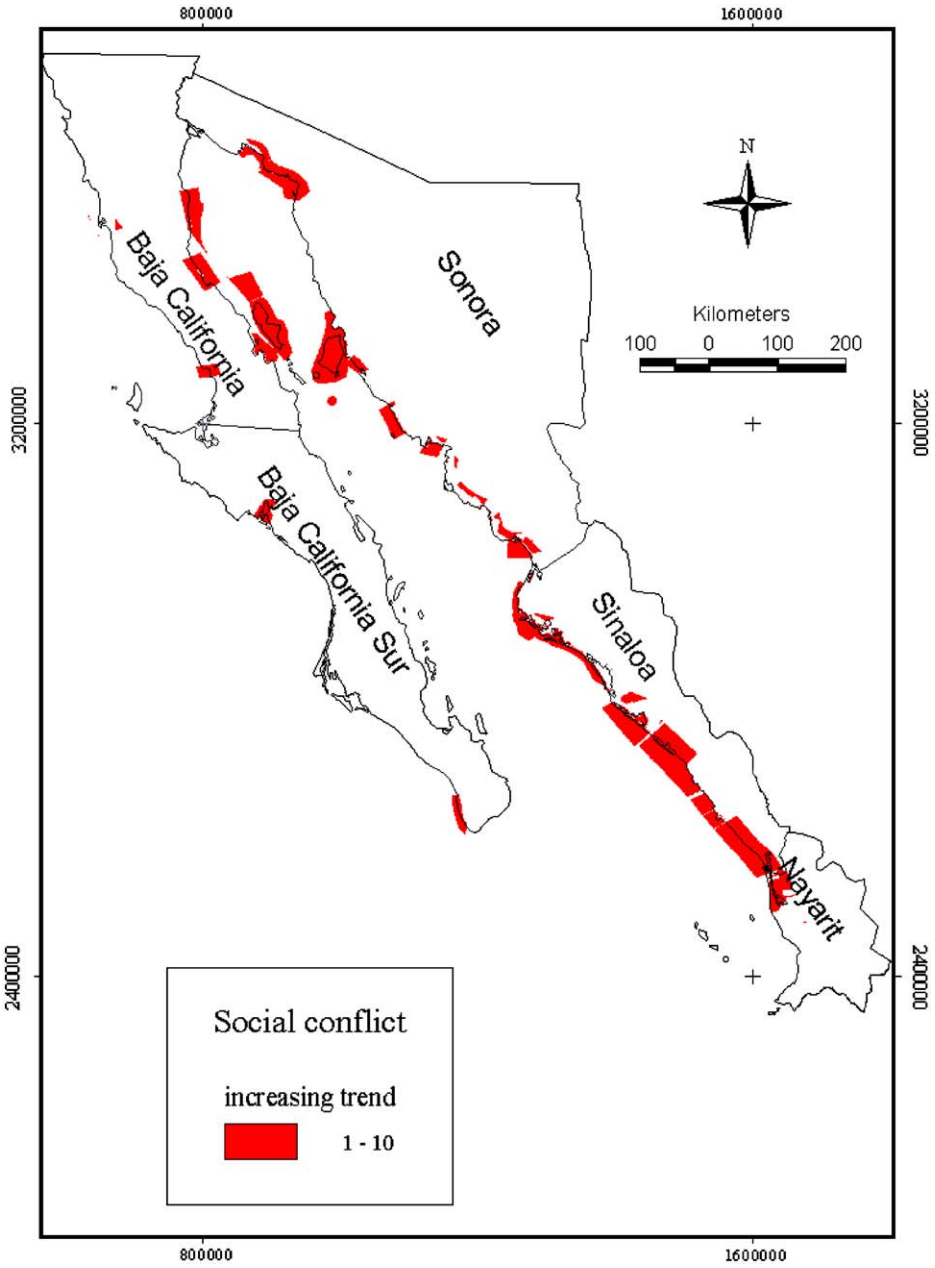 800000 1600000
N
Baja California
Sonora
Kilometers
100 0 100 200
3200000 3200000
Baja California Sur
Sinaloa
Nayarit
2400000 2400000
Social conflict
increasing trend
1 - 10
800000 1600000